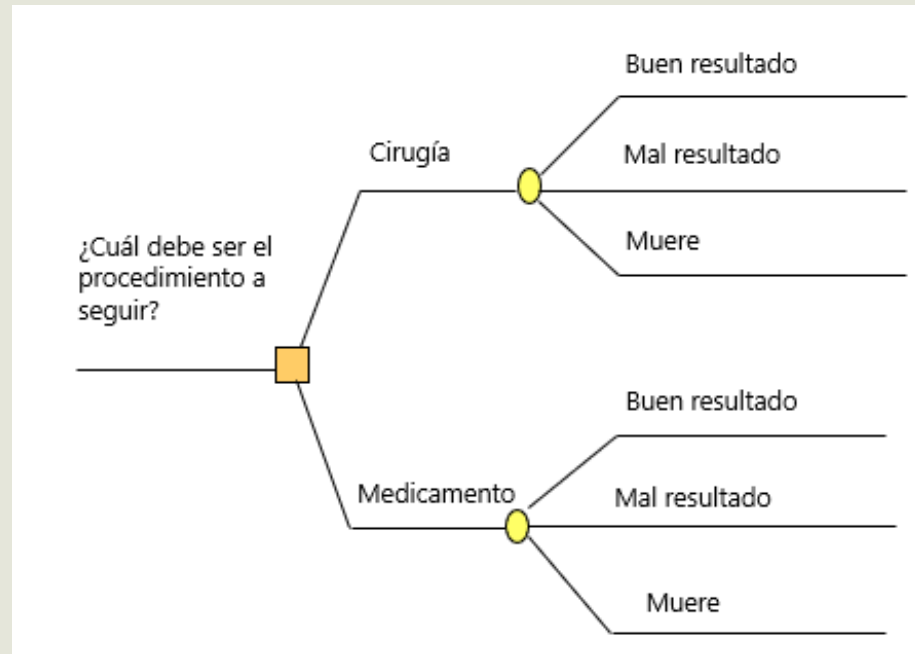 ¿Cuál debe ser el
procedimiento a
seguir?
Cirugía
Buen resultado
Mal resultado
Muere
Medicamento
Buen resultado
Mal resultado
Muere